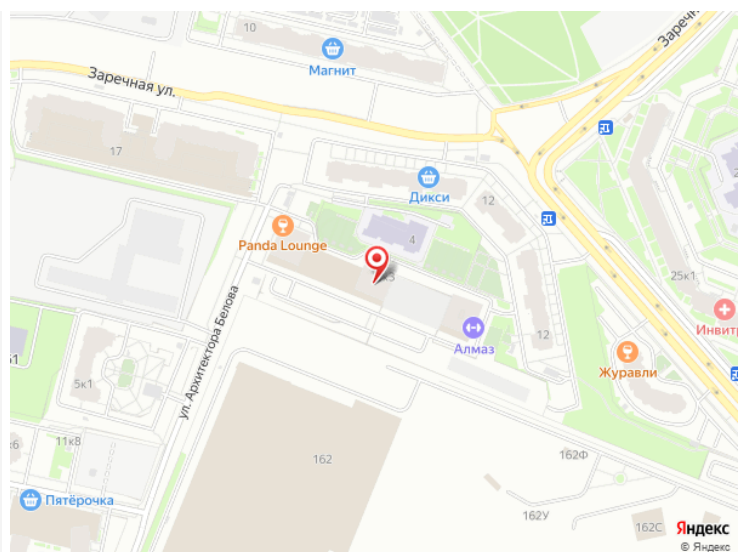 10
Магнит
Заречная
Заречная ул.
17
Дикси
12
Panda Lounge
4
25к1
Инвитр
12
Алмаз
Журавли
ул. Архитектора Белова
5к1
11к8
162
162Ф
Пятёрочка
162У
162С
Яндекс
© Яндекс